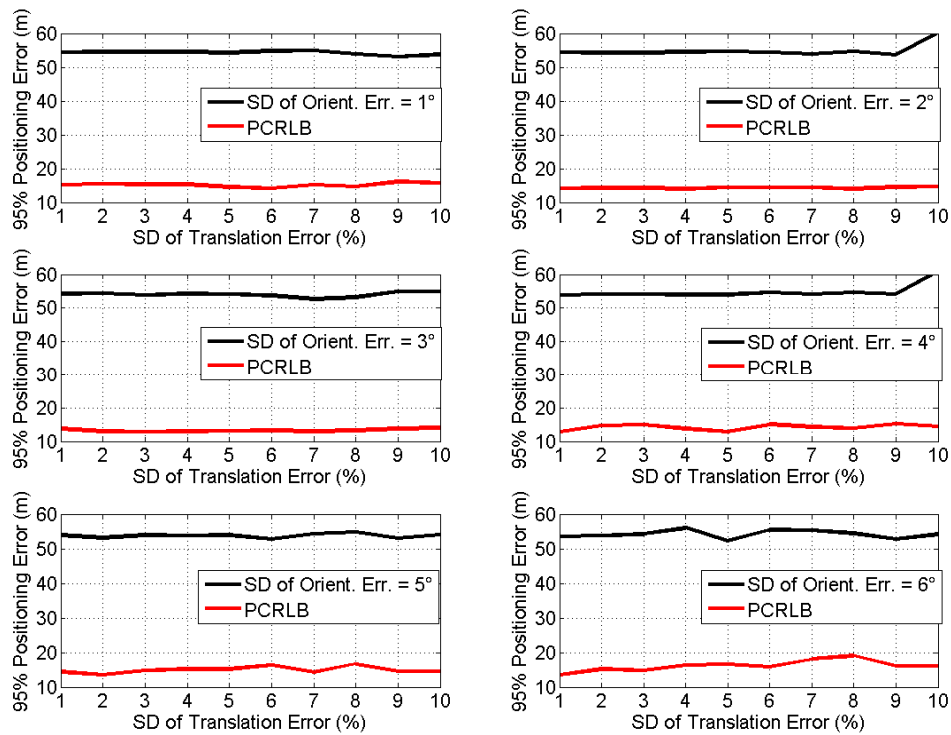 95% Positioning Error (m)
60
50
40
30
20
10
SD of Orient. Err. = 1°
PCRLB
1 2 3 4 5 6 7 8 9 10
SD of Translation Error (%)
95% Positioning Error (m)
60
50
40
30
20
10
SD of Orient. Err. = 2°
PCRLB
1 2 3 4 5 6 7 8 9 10
SD of Translation Error (%)
95% Positioning Error (m)
60
50
40
30
20
10
SD of Orient. Err. = 3°
PCRLB
1 2 3 4 5 6 7 8 9 10
SD of Translation Error (%)
95% Positioning Error (m)
60
50
40
30
20
10
SD of Orient. Err. = 4°
PCRLB
1 2 3 4 5 6 7 8 9 10
SD of Translation Error (%)
95% Positioning Error (m)
60
50
40
30
20
10
SD of Orient. Err. = 5°
PCRLB
1 2 3 4 5 6 7 8 9 10
SD of Translation Error (%)
95% Positioning Error (m)
60
50
40
30
20
10
SD of Orient. Err. = 6°
PCRLB
1 2 3 4 5 6 7 8 9 10
SD of Translation Error (%)